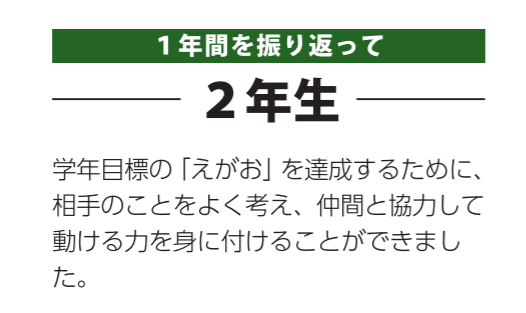 １年間を振り返って
２年生
学年目標の「えがお」を達成するために、
相手のことをよく考え、仲間と協力して
動ける力を身に付けることができまし
た。